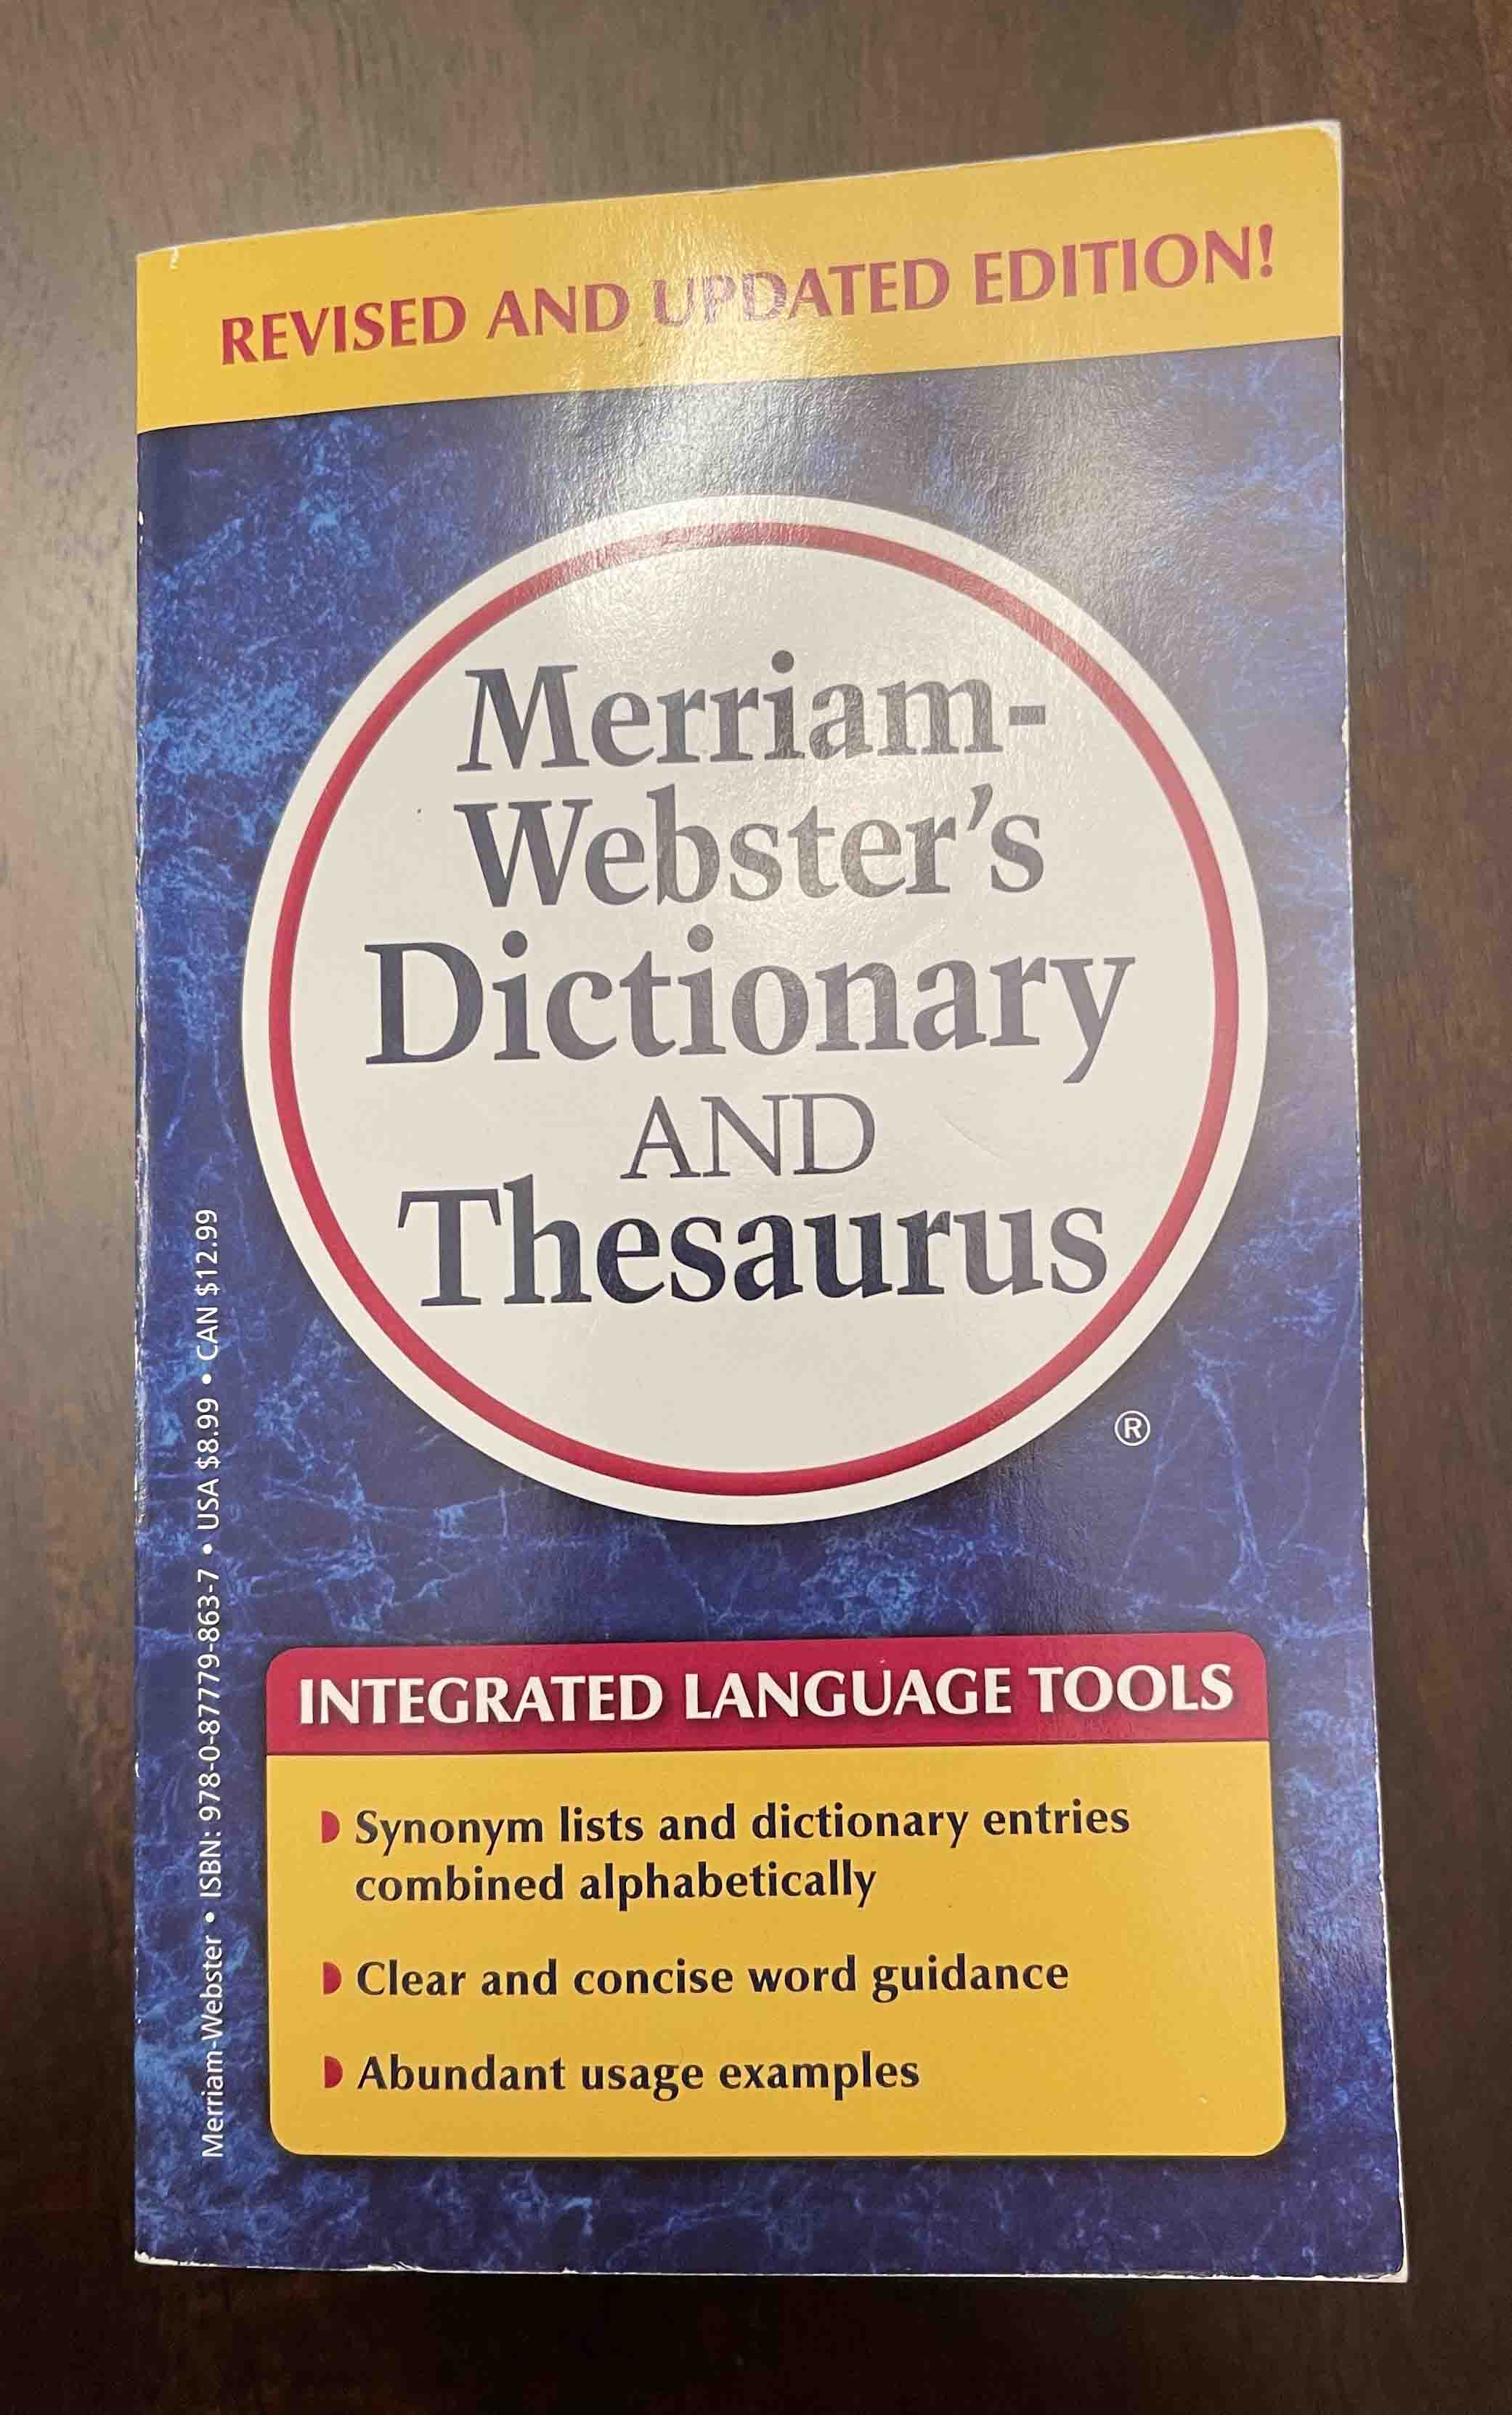 REVISED AND UPDATED EDITION!
Merriam-
Webster's
Dictionary
AND
Thesaurus
®
Merriam-Webster • ISBN: 978-0-87779-863-7 • USA $8.99 • CAN $12.99
INTEGRATED LANGUAGE TOOLS
Synonym lists and dictionary entries
combined alphabetically
Clear and concise word guidance
Abundant usage examples